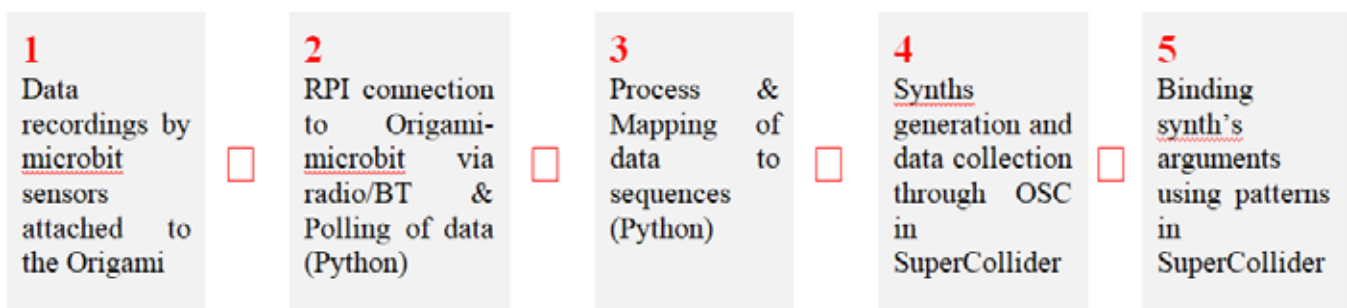 1
Data
recordings by
microbit
sensors
attached to
the Origami
2
RPI connection
to Origami-
microbit via
radio/BT &
Polling of data
(Python)
3
Process &
Mapping of
data to
sequences
(Python)
4
Synths
generation and
data collection
through OSC
in
SuperCollider
5
Binding
synth's
arguments
using patterns
in
SuperCollider